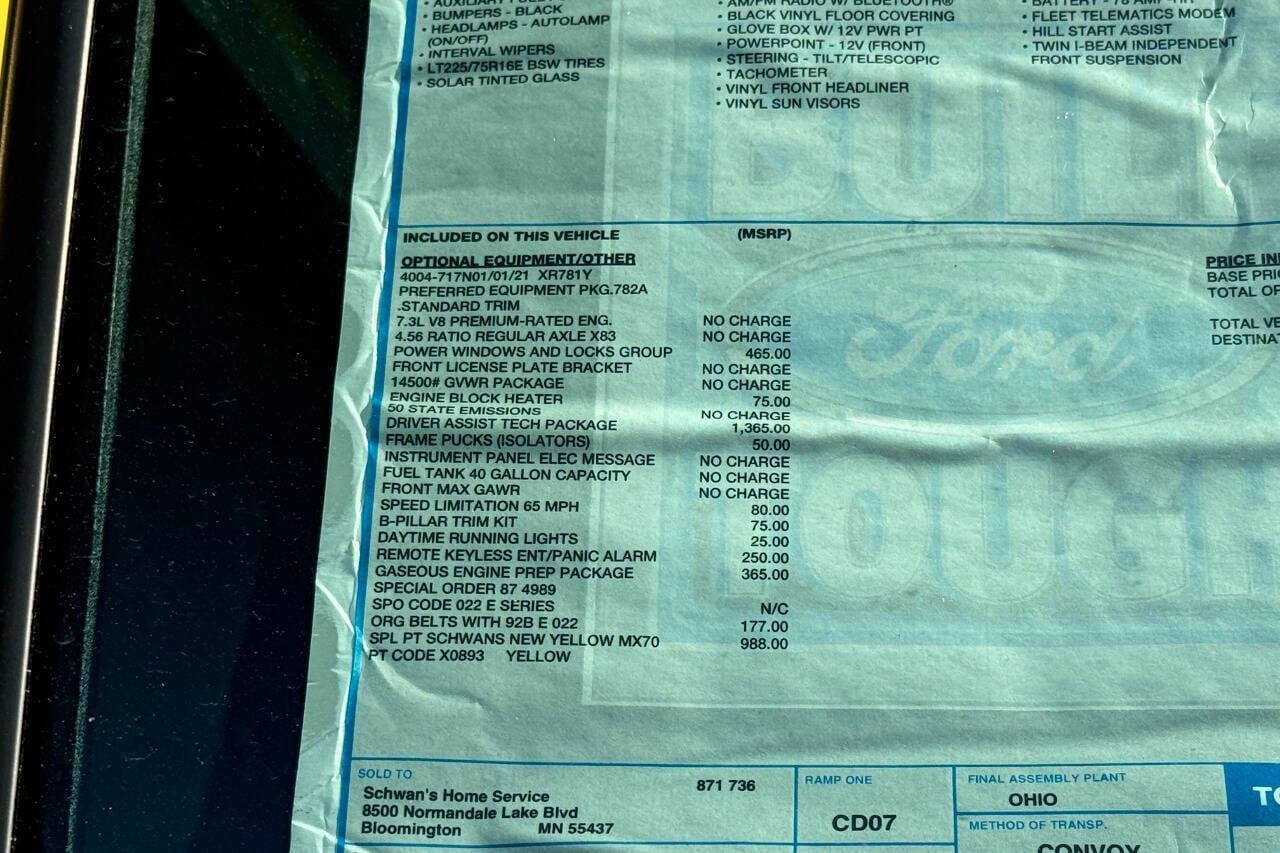 • BUMPERS - BLACK
• HEADLAMPS - AUTOLAMP
(ON/OFF)
• INTERVAL WIPERS
• LT225/75R16E BSW TIRES
• SOLAR TINTED GLASS
• AM/FM RADIO W/ BLUETOOTH®
• BLACK VINYL FLOOR COVERING
• GLOVE BOX W/ 12V PWR PT
• POWERPOINT - 12V (FRONT)
• STEERING - TILT/TELESCOPIC
• TACHOMETER
• VINYL FRONT HEADLINER
• VINYL SUN VISORS
• FLEET TELEMATICS MODEM
• HILL START ASSIST
• TWIN I-BEAM INDEPENDENT
FRONT SUSPENSION
INCLUDED ON THIS VEHICLE (MSRP)
OPTIONAL EQUIPMENT/OTHER
4004-717N01/01/21 XR781Y
PREFERRED EQUIPMENT PKG.782A
.STANDARD TRIM
7.3L V8 PREMIUM-RATED ENG. NO CHARGE
4.56 RATIO REGULAR AXLE X83 NO CHARGE
POWER WINDOWS AND LOCKS GROUP 465.00
FRONT LICENSE PLATE BRACKET NO CHARGE
14500# GVWR PACKAGE NO CHARGE
ENGINE BLOCK HEATER 75.00
50 STATE EMISSIONS NO CHARGE
DRIVER ASSIST TECH PACKAGE 1,365.00
FRAME PUCKS (ISOLATORS) 50.00
INSTRUMENT PANEL ELEC MESSAGE NO CHARGE
FUEL TANK 40 GALLON CAPACITY NO CHARGE
FRONT MAX GAWR NO CHARGE
SPEED LIMITATION 65 MPH 80.00
B-PILLAR TRIM KIT 75.00
DAYTIME RUNNING LIGHTS 25.00
REMOTE KEYLESS ENT/PANIC ALARM 250.00
GASEOUS ENGINE PREP PACKAGE 365.00
SPECIAL ORDER 87 4989
SPO CODE 022 E SERIES N/C
ORG BELTS WITH 92B E 022 177.00
SPL PT SCHWANS NEW YELLOW MX70 988.00
PT CODE X0893 YELLOW
PRICE
BASE
TOTAL
TOTAL
BUILT
Ford
TOUGH
SOLD TO 871 736
Schwan's Home Service
8500 Normandale Lake Blvd
Bloomington MN 55437
RAMP ONE
CD07
FINAL ASSEMBLY PLANT
OHIO
METHOD OF TRANSP.
CONVOY